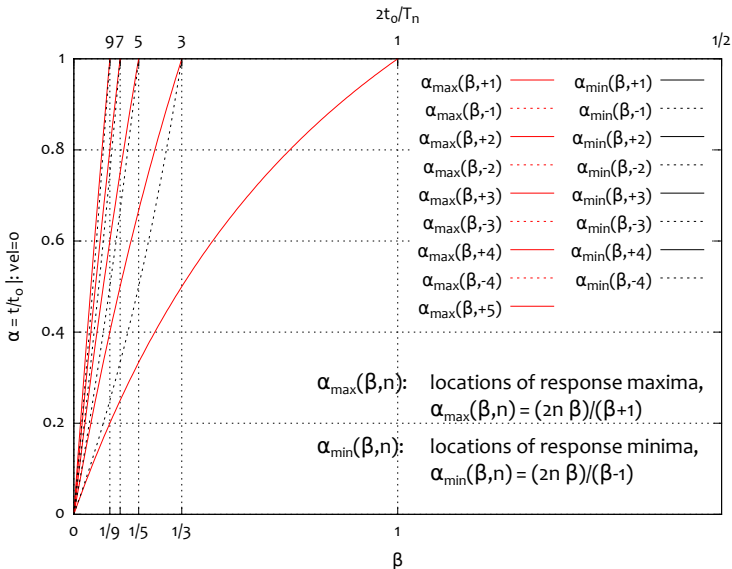 2t₀/Tₙ
9 7 5 3 1 1/2
1
0.8
0.6
0.4
0.2
0
α = t/t₀ |: vel=0
αmax(β,+1) αmin(β,+1)
αmax(β,-1) αmin(β,-1)
αmax(β,+2) αmin(β,+2)
αmax(β,-2) αmin(β,-2)
αmax(β,+3) αmin(β,+3)
αmax(β,-3) αmin(β,-3)
αmax(β,+4) αmin(β,+4)
αmax(β,-4) αmin(β,-4)
αmax(β,+5)
αmax(β,n): locations of response maxima,
αmax(β,n) = (2n β)/(β+1)
αmin(β,n): locations of response minima,
αmin(β,n) = (2n β)/(β-1)
0 1/9 1/5 1/3 1
β